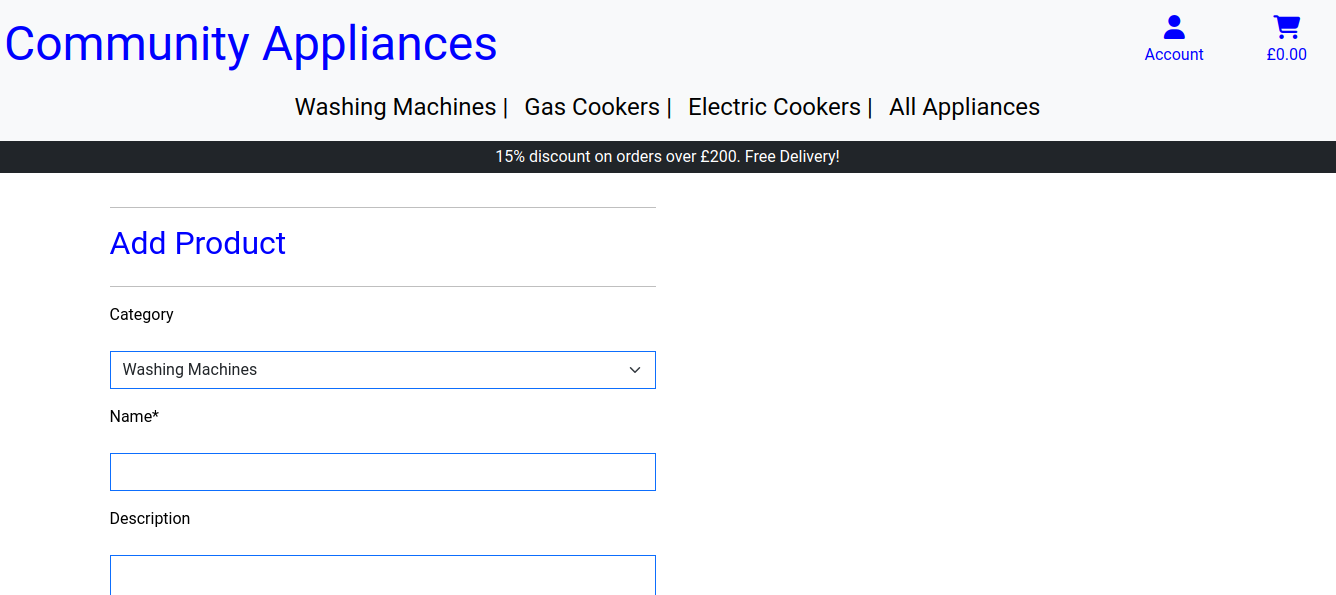 Community Appliances
Account
£0.00
Washing Machines | Gas Cookers | Electric Cookers | All Appliances
15% discount on orders over £200. Free Delivery!
Add Product
Category
Washing Machines
Name*
Description